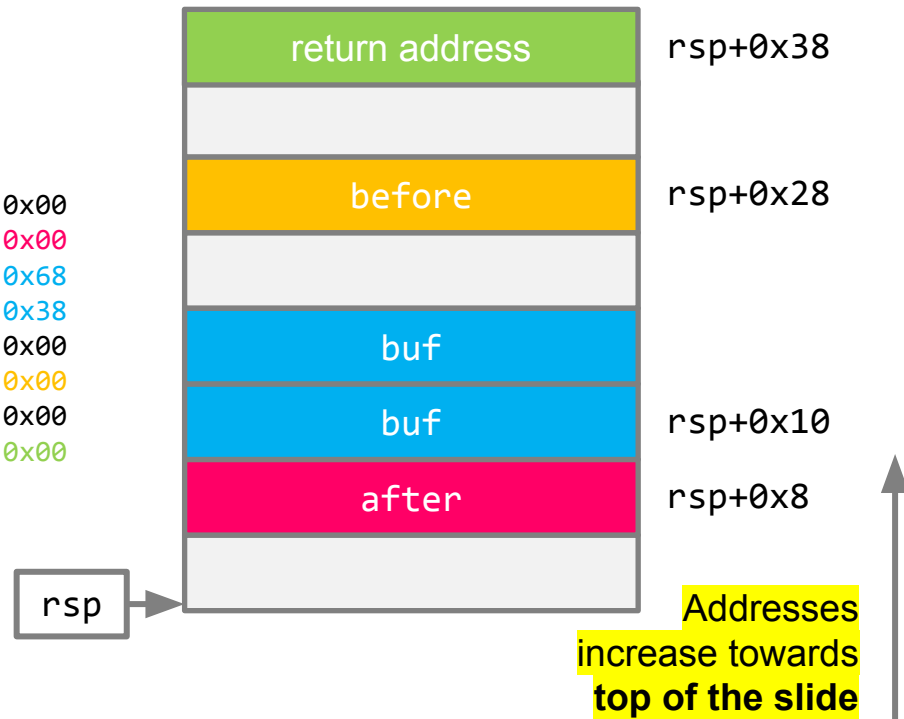 return address
rsp+0x38
before
rsp+0x28
0x00
0x00
0x68
0x38
0x00
0x00
0x00
0x00
buf
buf
rsp+0x10
after
rsp+0x8
rsp
Addresses
increase towards
top of the slide